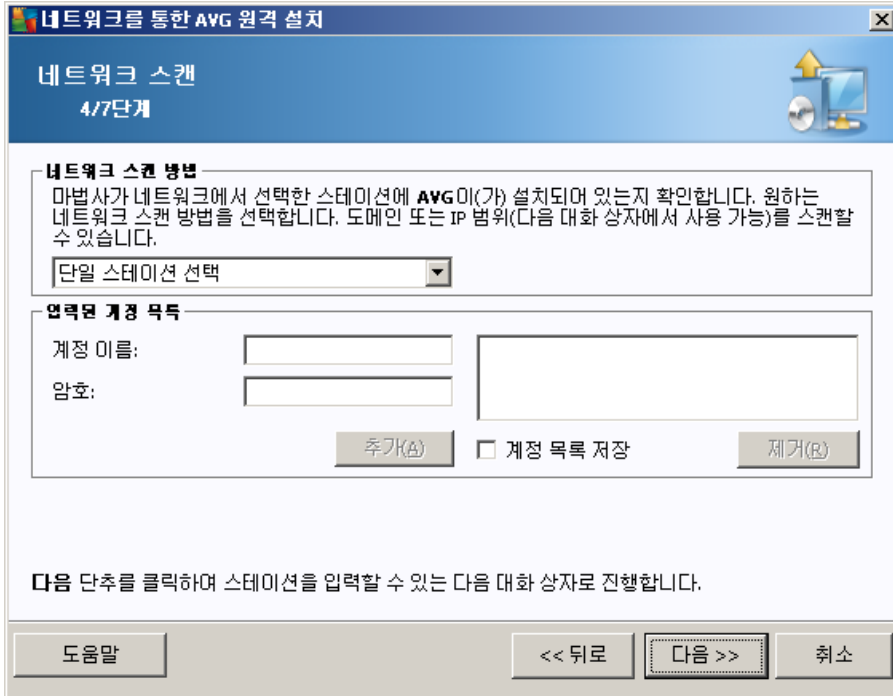 네트워크를 통한 AVG 원격 설치
네트워크 스캔
4/7단계
네트워크 스캔 방법
마법사가 네트워크에서 선택한 스테이션에 AVG이(가) 설치되어 있는지 확인합니다. 원하는
네트워크 스캔 방법을 선택합니다. 도메인 또는 IP 범위(다음 대화 상자에서 사용 가능)를 스캔할
수 있습니다.
단일 스테이션 선택
입력된 계정 목록
계정 이름:
암호:
추가(A)
계정 목록 저장
제거(R)
다음 단추를 클릭하여 스테이션을 입력할 수 있는 다음 대화 상자로 진행합니다.
도움말
<< 뒤로
다음 >>
취소